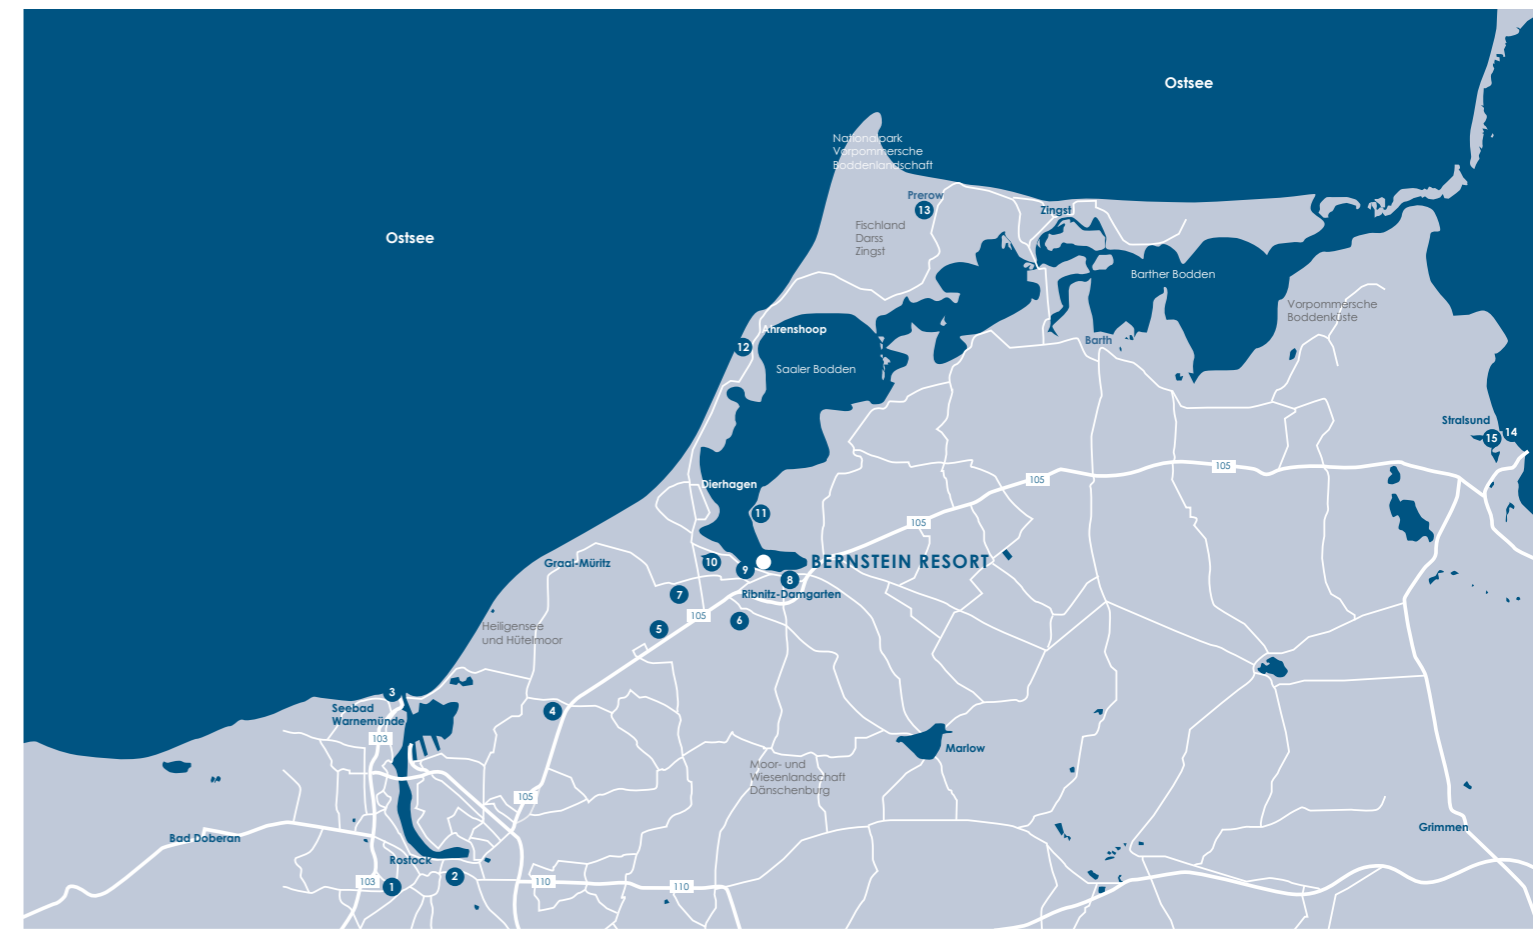 Ostsee
Nationalpark
Vorpommersche
Boddenlandschaft
Prerow
13
Zingst
Fischland
Darss
Zingst
Ostsee
Barther Bodden
Vorpommersche
Boddenküste
Ahrenshoop
12
Barth
Saaler Bodden
Stralsund
14
15
105
105
Dierhagen
11
105
BERNSTEIN RESORT
Graal-Müritz
10
9
8
7
Ribnitz-Damgarten
105
6
5
Heiligensee
und Hütelmoor
3
Seebad
Warnemünde
4
103
Marlow
Moor- und
Wiesenlandschaft
Dänschenburg
105
Grimmen
Bad Doberan
Rostock
2
103
1
110
110